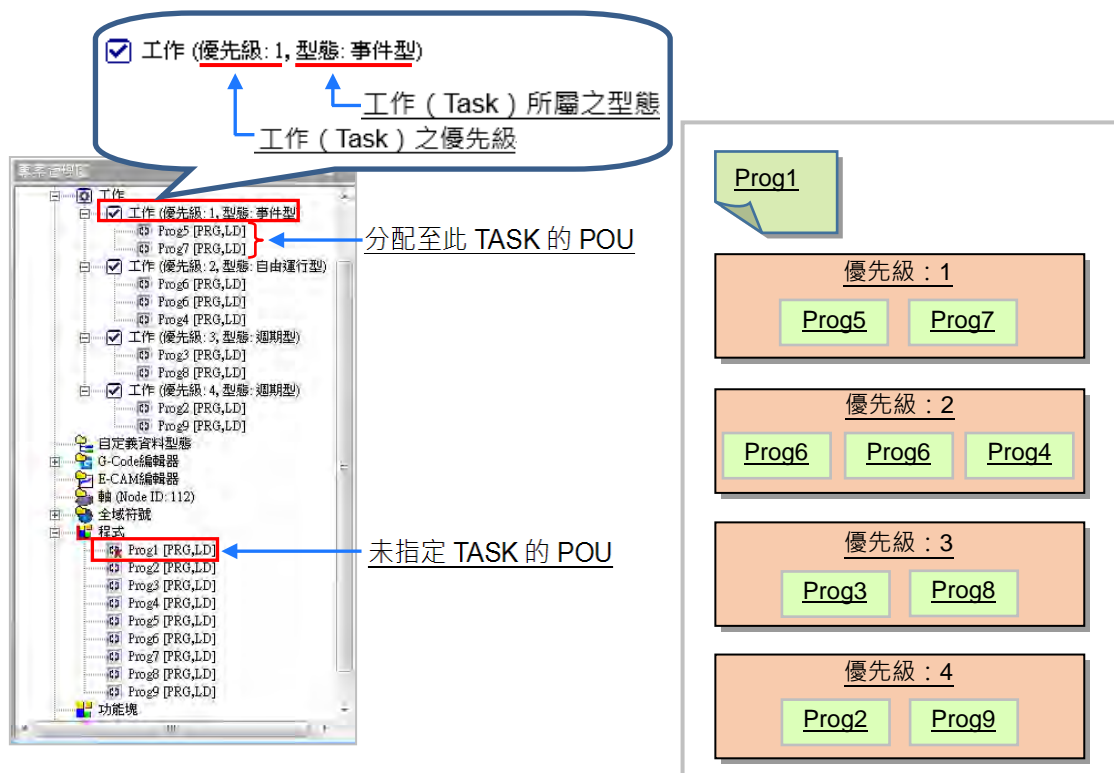 工作 (優先級: 1, 型態: 事件型)
工作（Task）所屬之型態
工作（Task）之優先級
工作
工作 (優先級: 1, 型態: 事件型
Prog5 [PRG,LD]
Prog7 [PRG,LD]
工作 (優先級: 2, 型態: 自由運行型)
Prog6 [PRG,LD]
Prog6 [PRG,LD]
Prog4 [PRG,LD]
工作 (優先級: 3, 型態: 週期型)
Prog3 [PRG,LD]
Prog8 [PRG,LD]
工作 (優先級: 4, 型態: 週期型)
Prog2 [PRG,LD]
Prog9 [PRG,LD]
自定義資料型態
G-Code編輯器
E-CAM編輯器
軸 (Node ID: 112)
全域符號
程式
Prog1 [PRG,LD]
Prog2 [PRG,LD]
Prog3 [PRG,LD]
Prog4 [PRG,LD]
Prog5 [PRG,LD]
Prog6 [PRG,LD]
Prog7 [PRG,LD]
Prog8 [PRG,LD]
Prog9 [PRG,LD]
功能塊
分配至此 TASK 的 POU
未指定 TASK 的 POU
Prog1
優先級：1
Prog5 Prog7
優先級：2
Prog6 Prog6 Prog4
優先級：3
Prog3 Prog8
優先級：4
Prog2 Prog9